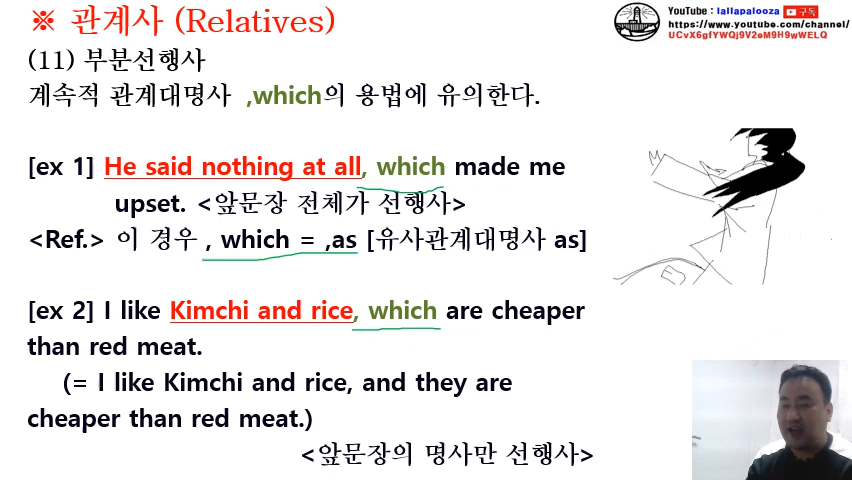 ※ 관계사 (Relatives)
YouTube : lallapalooza 구독
https://www.youtube.com/channel/
UCvX6gfYWQj9V2eM9H9wWELQ
(11) 부분선행사
계속적 관계대명사 ,which의 용법에 유의한다.
[ex 1] He said nothing at all, which made me
upset. <앞문장 전체가 선행사>
<Ref.> 이 경우 , which = ,as [유사관계대명사 as]
[ex 2] I like Kimchi and rice, which are cheaper
than red meat.
(= I like Kimchi and rice, and they are
cheaper than red meat.)
<앞문장의 명사만 선행사>